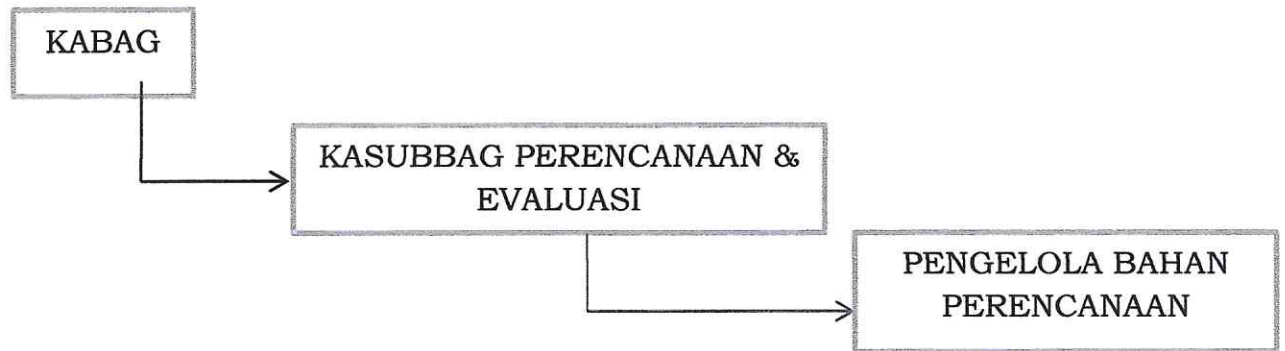 KABAG
KASUBBAG PERENCANAAN &
EVALUASI
PENGELOLA BAHAN
PERENCANAAN